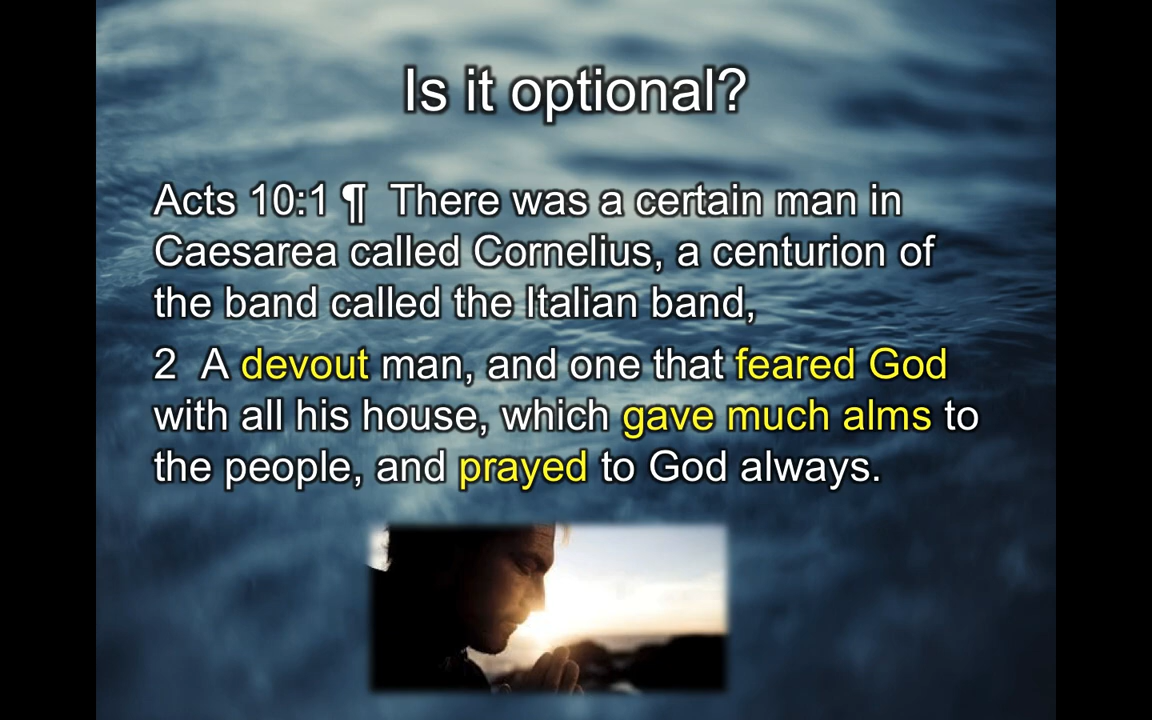 Is it optional?
Acts 10:1 ¶ There was a certain man in
Caesarea called Cornelius, a centurion of
the band called the Italian band,
2 A devout man, and one that feared God
with all his house, which gave much alms to
the people, and prayed to God always.